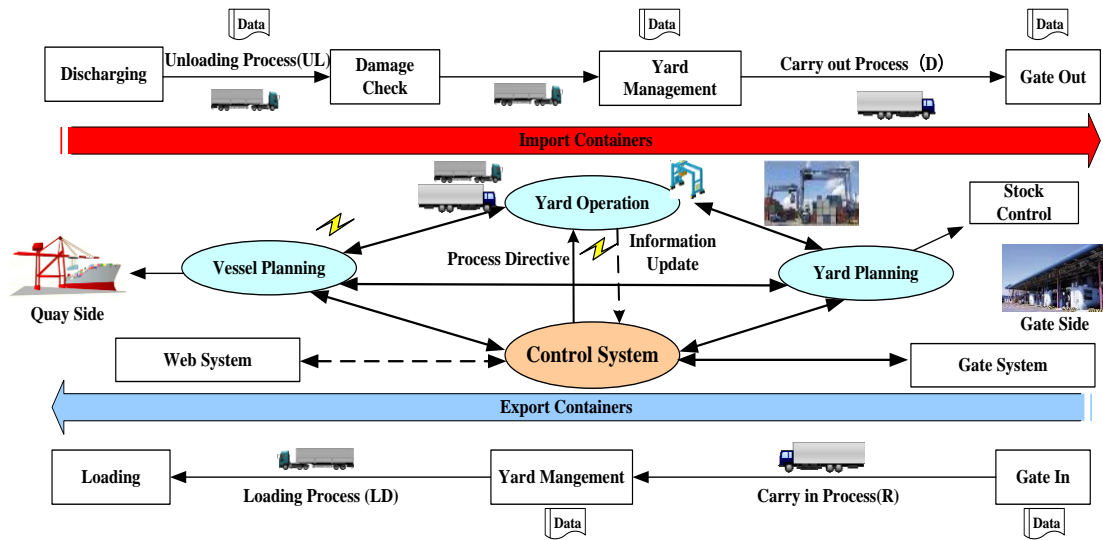 Data
Data
Data
Discharging
Unloading Process(UL)
Damage
Check
Yard
Management
Carry out Process (D)
Gate Out
Import Containers
Yard Operation
Stock
Control
Vessel Planning
Process Directive
Information
Update
Yard Planning
Quay Side
Gate Side
Web System
Control System
Gate System
Export Containers
Loading
Loading Process (LD)
Yard Mangement
Carry in Process(R)
Gate In
Data
Data